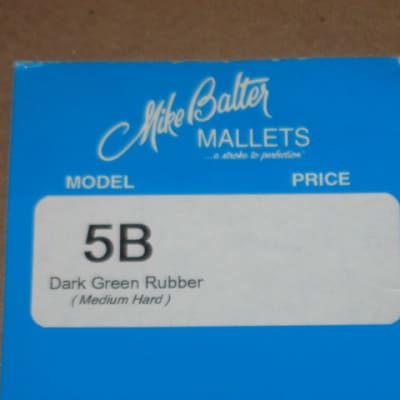 Mike Balter
MALLETS
...a stroke to perfection
MODEL PRICE
5B
Dark Green Rubber
(Medium Hard)